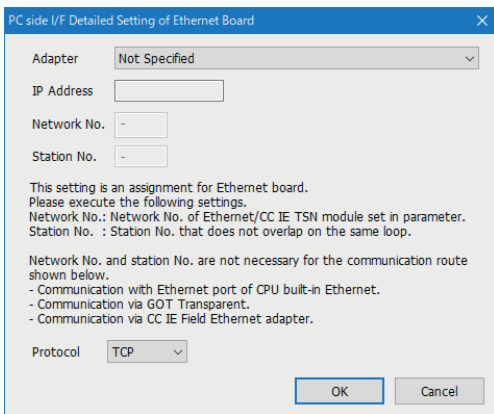 PC side I/F Detailed Setting of Ethernet Board
Adapter Not Specified
IP Address
Network No. -
Station No. -
This setting is an assignment for Ethernet board.
Please execute the following settings.
Network No.: Network No. of Ethernet/CC IE TSN module set in parameter.
Station No. : Station No. that does not overlap on the same loop.
Network No. and station No. are not necessary for the communication route
shown below.
- Communication with Ethernet port of CPU built-in Ethernet.
- Communication via GOT Transparent.
- Communication via CC IE Field Ethernet adapter.
Protocol TCP
OK Cancel